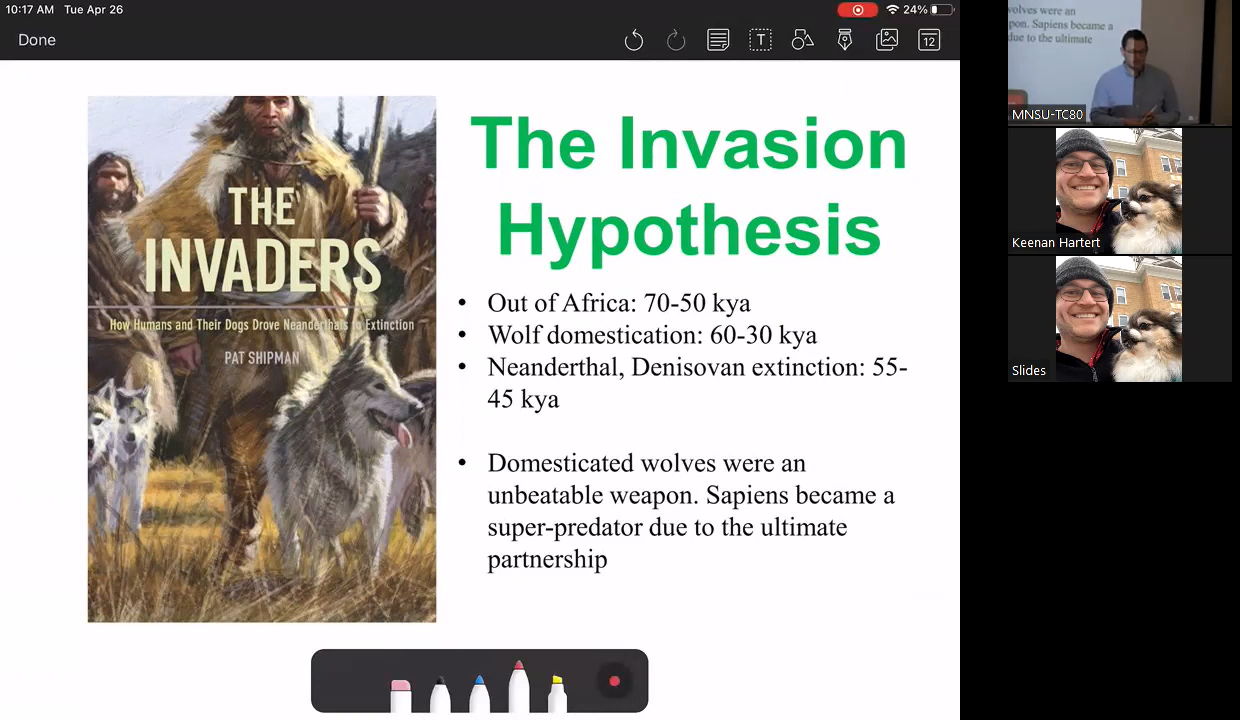 10:17 AM Tue Apr 26
24%
Done
T
12
THE
INVADERS
How Humans and Their Dogs Drove Neanderthals to Extinction
PAT SHIPMAN
The Invasion
Hypothesis
• Out of Africa: 70-50 kya
• Wolf domestication: 60-30 kya
• Neanderthal, Denisovan extinction: 55-
45 kya
• Domesticated wolves were an
unbeatable weapon. Sapiens became a
super-predator due to the ultimate
partnership
wolves were an
pon. Sapiens became a
due to the ultimate
MNSU-TC80
Keenan Hartert
Slides